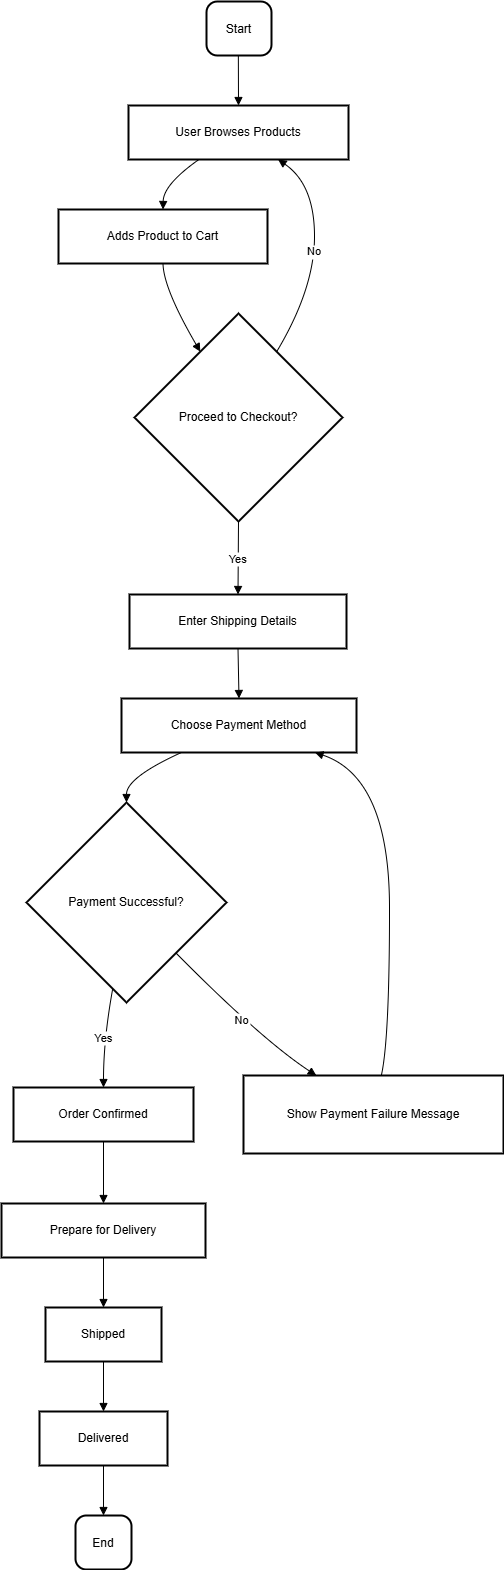 Start
User Browses Products
Adds Product to Cart
No
Proceed to Checkout?
Yes
Enter Shipping Details
Choose Payment Method
Payment Successful?
No
Yes
Order Confirmed
Show Payment Failure Message
Prepare for Delivery
Shipped
Delivered
End